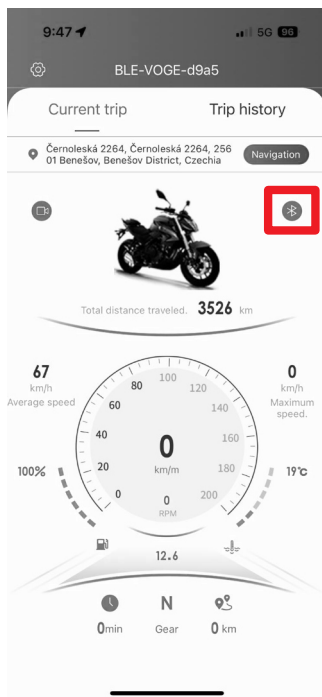 9:47
5G 96
BLE-VOGE-d9a5
Current trip
Trip history
Černoleská 2264, Černoleská 2264, 256
01 Benešov, Benešov District, Czechia
Navigation
Total distance traveled. 3526 km
67
km/h
Average speed
0
km/h
Maximum
speed.
0
20
40
60
80
100
120
140
160
180
200
0
km/m
0
RPM
100%
19°C
12.6
0min
N
Gear
0 km